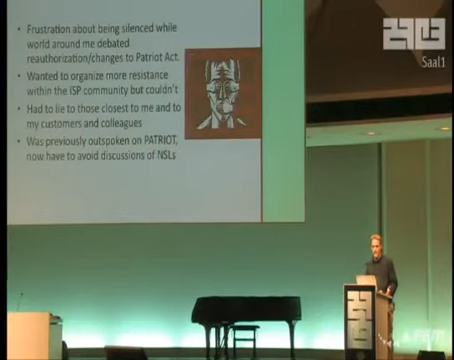 • Frustration about being silenced while
world around me debated
reauthorization/changes to Patriot Act.
• Wanted to organize more resistance
within the ISP community but couldn't
• Had to lie to those closest to me and to
my customers and colleagues
• Was previously outspoken on PATRIOT,
now have to avoid discussions of NSLs
Saal1